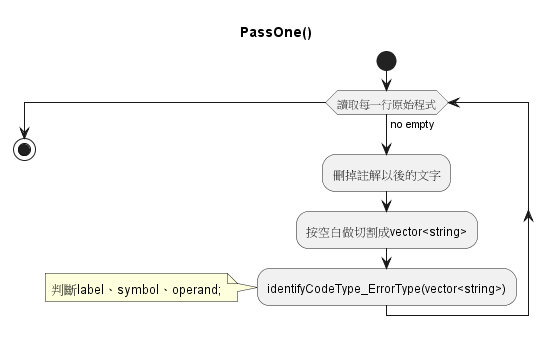 PassOne()
讀取每一行原始程式
no empty
刪掉註解以後的文字
按空白做切割成vector<string>
判斷label、symbol、operand;
identifyCodeType_ErrorType(vector<string>)